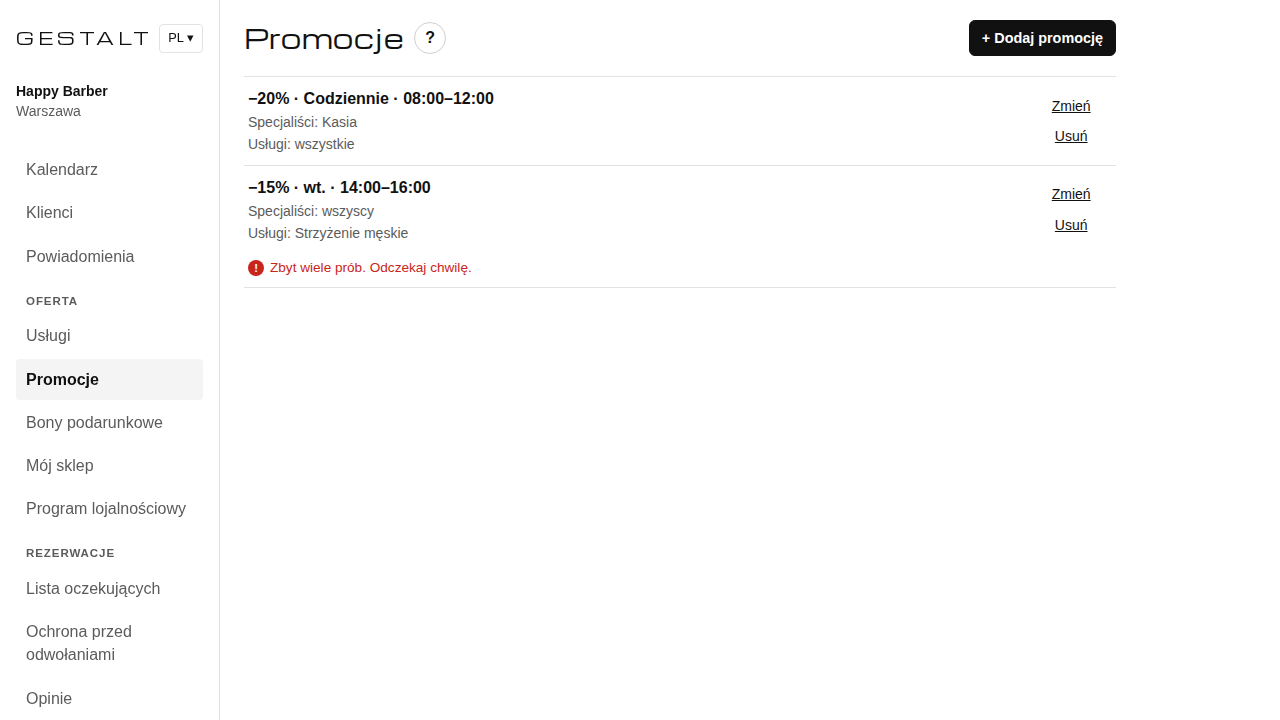 GESTALT
PL ▾
Happy Barber
Warszawa
Kalendarz
Klienci
Powiadomienia
OFERTA
Usługi
Promocje
Bony podarunkowe
Mój sklep
Program lojalnościowy
REZERWACJE
Lista oczekujących
Ochrona przed
odwołaniami
Opinie
Promocje ?
+ Dodaj promocję
−20% · Codziennie · 08:00–12:00
Specjaliści: Kasia
Usługi: wszystkie
Zmień
Usuń
−15% · wt. · 14:00–16:00
Specjaliści: wszyscy
Usługi: Strzyżenie męskie
Zmień
Usuń
! Zbyt wiele prób. Odczekaj chwilę.